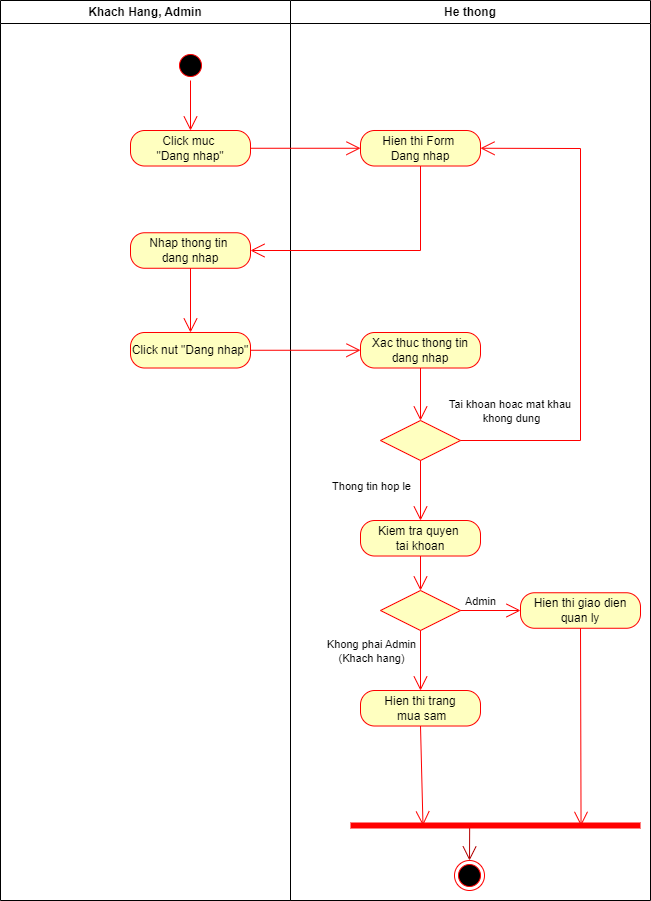 Khach Hang, Admin
He thong
Click muc
"Dang nhap"
Hien thi Form
Dang nhap
Nhap thong tin
dang nhap
Click nut "Dang nhap"
Xac thuc thong tin
dang nhap
Tai khoan hoac mat khau
khong dung
Thong tin hop le
Kiem tra quyen
tai khoan
Admin
Hien thi giao dien
quan ly
Khong phai Admin
(Khach hang)
Hien thi trang
mua sam